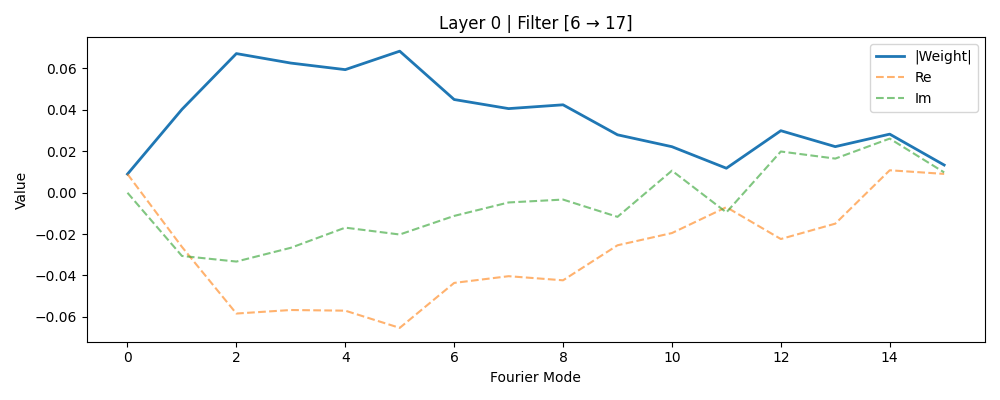 Layer 0 | Filter [6 → 17]
|Weight|
Re
Im
Value
0.06
0.04
0.02
0.00
−0.02
−0.04
−0.06
0 2 4 6 8 10 12 14
Fourier Mode